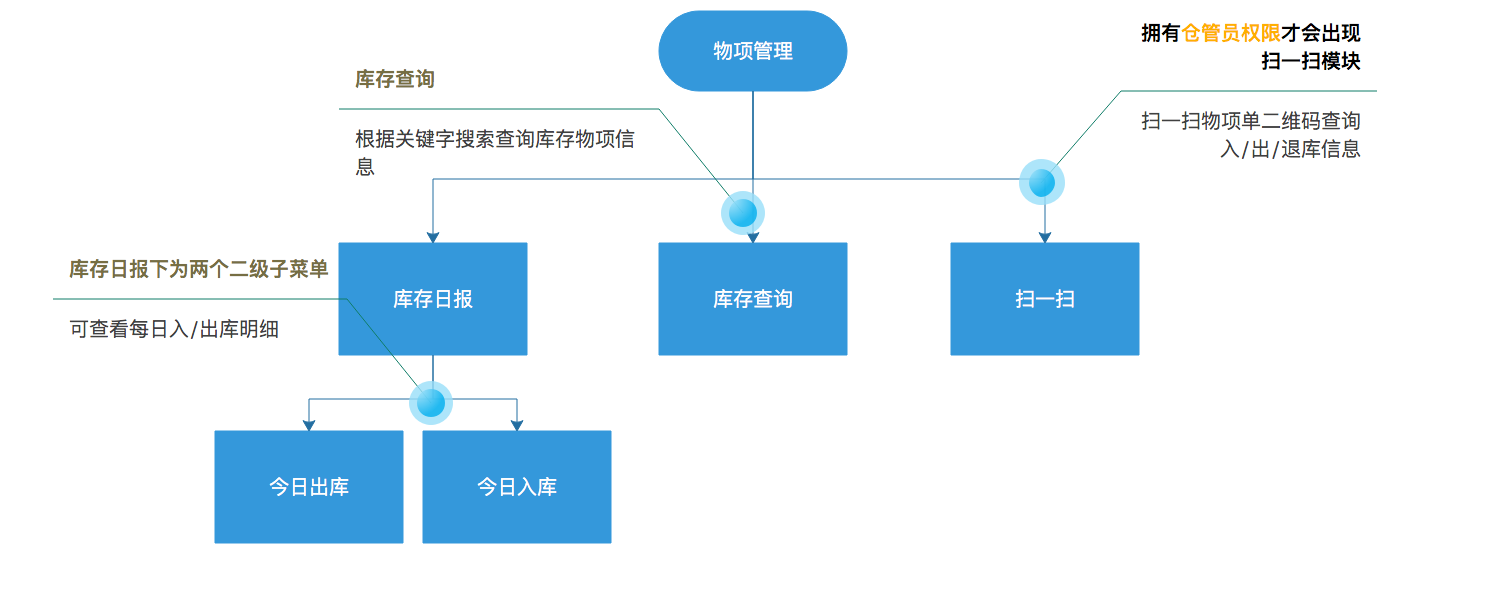 物项管理
拥有仓管员权限才会出现
扫一扫模块
扫一扫物项单二维码查询
入/出/退库信息
库存查询
根据关键字搜索查询库存物项信
息
库存日报下为两个二级子菜单
可查看每日入/出库明细
库存日报
库存查询
扫一扫
今日出库
今日入库